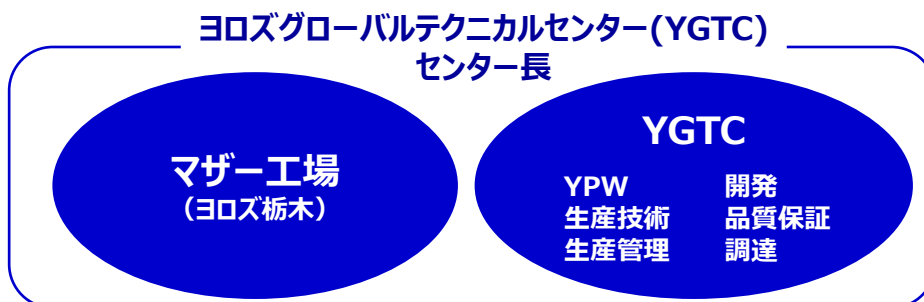 ヨロズグローバルテクニカルセンター(YGTC)
センター長
マザー工場
（ヨロズ栃木）
YGTC
YPW 開発
生産技術 品質保証
生産管理 調達